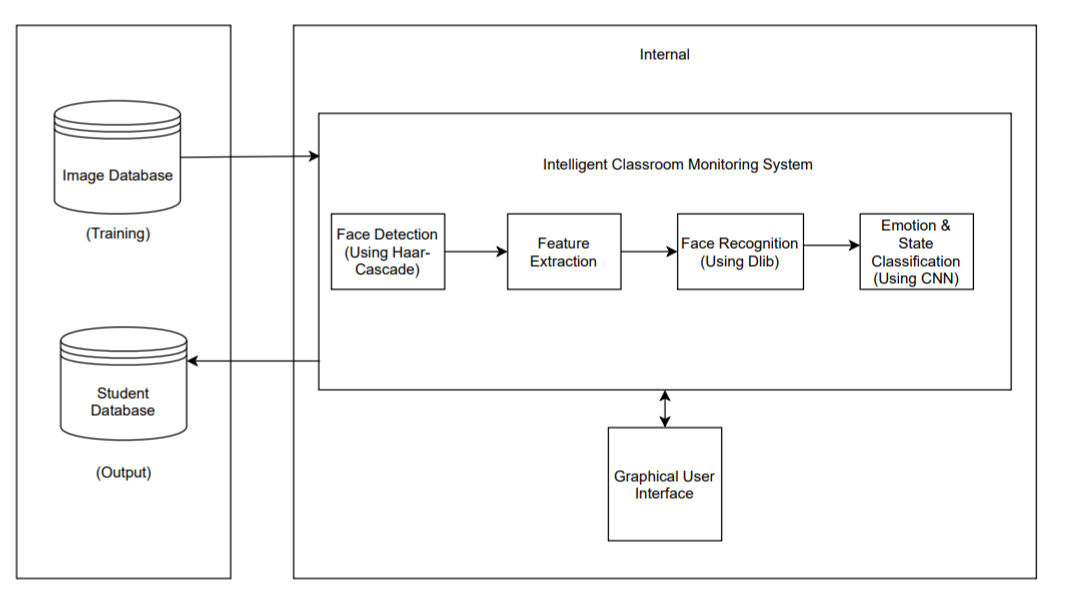 Internal
Image Database
(Training)
Intelligent Classroom Monitoring System
Face Detection
(Using Haar-
Cascade)
Feature
Extraction
Face Recognition
(Using Dlib)
Emotion &
State
Classification
(Using CNN)
Student
Database
(Output)
Graphical User
Interface